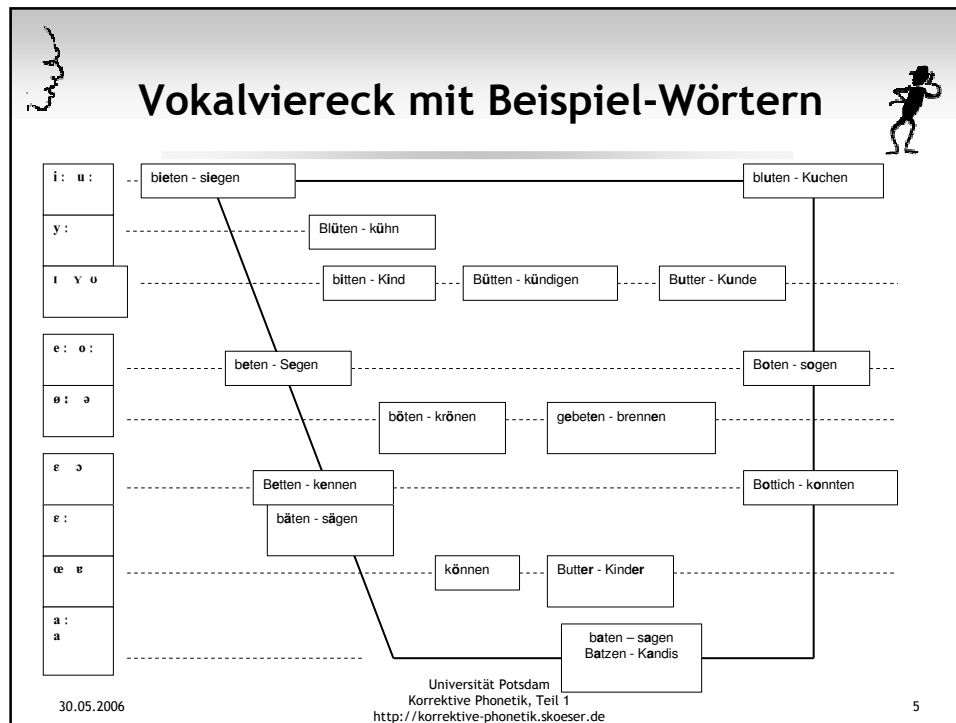 Vokalviereck mit Beispiel-Wörtern
i : u : bieten - siegen bluten - Kuchen
y : Blüten - kühn
ɪ ʏ ʊ bitten - Kind Bütten - kündigen Butter - Kunde
e : o : beten - Segen Boten - sogen
ø : ə böten - krönen gebeten - brennen
ɛ ɔ Betten - kennen Bottich - konnten
ɛ : bäten - sägen
œ ɐ können Butter - Kinder
a : baten – sagen
a Batzen - Kandis
Universität Potsdam
30.05.2006 Korrektive Phonetik, Teil 1 5
http://korrektive-phonetik.skoeser.de